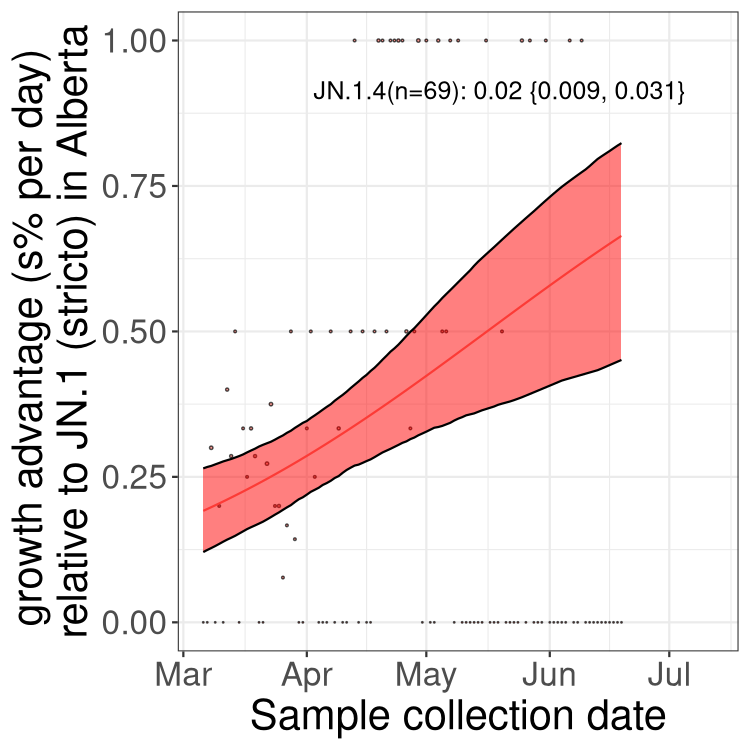 growth advantage (s% per day)
relative to JN.1 (stricto) in Alberta
1.00
0.75
0.50
0.25
0.00
JN.1.4(n=69): 0.02 {0.009, 0.031}
Mar Apr May Jun Jul
Sample collection date